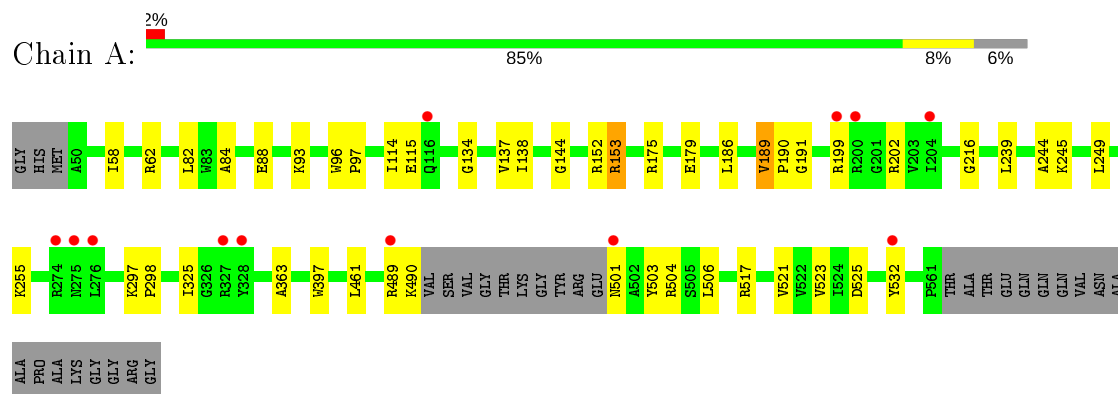 2%
Chain A:
85% 8% 6%
GLY HIS MET A50 I58 R62 L82 W83 A84 E88 K93 W96 P97 I114 E115 Q116 G134 V137 I138 G144 R152 R153 R175 E179 L186 V189 P190 G191 R199 R200 G201 R202 V203 I204 G216 L239 A244 K245 L249
K255 R274 N275 L276 K297 P298 I325 G326 R327 Y338 A363 W397 L461 R489 K490 VAL SER VAL GLY THR LYS GLY TYR ARG GLU N501 A502 Y503 R504 S505 L506 R517 V521 V522 V523 I524 D525 Y532 P561 THR ALA THR GLU GLN GLN GLN VAL ASN ALA
ALA PRO ALA LYS GLY GLY ARG GLY